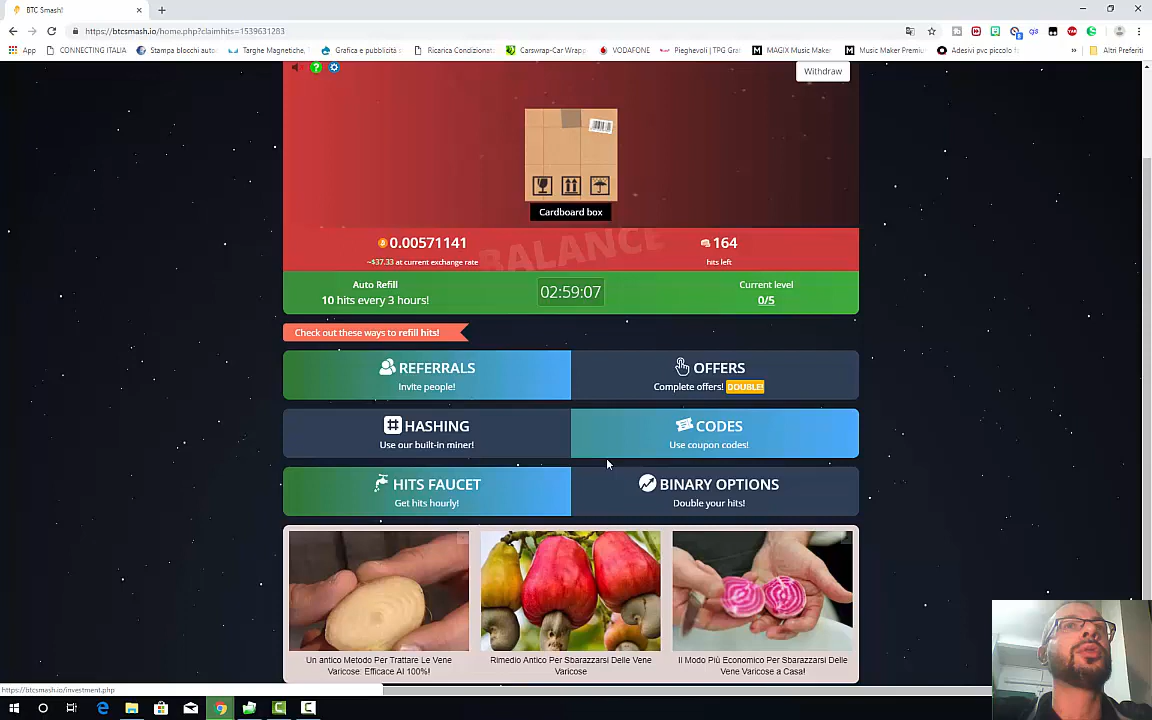 BTC Smash!
https://btcsmash.io/home.php?claimhits=1539631283
App
CONNECTING ITALIA
Stampa blocchi auto
Targhe Magnetiche,
Grafica e pubblicità
Ricarica Condizionat
Carswrap-Car Wrapp
VODAFONE
Pieghevoli | TPG Graf
MAGIX Music Maker
Music Maker Premiu
Adesivi pvc piccolo f
»
Altri Preferiti
Withdraw
Cardboard box
BALANCE
0.00571141
~$37.33 at current exchange rate
164
hits left
Auto Refill
10 hits every 3 hours!
02:59:07
Current level
0/5
Check out these ways to refill hits!
REFERRALS
Invite people!
OFFERS
Complete offers! DOUBLE!
HASHING
Use our built-in miner!
CODES
Use coupon codes!
HITS FAUCET
Get hits hourly!
BINARY OPTIONS
Double your hits!
Un antico Metodo Per Trattare Le Vene
Varicose: Efficace Al 100%!
Rimedio Antico Per Sbarazzarsi Delle Vene
Varicose
Il Modo Più Economico Per Sbarazzarsi Delle
Vene Varicose a Casa!
https://btcsmash.io/investment.php